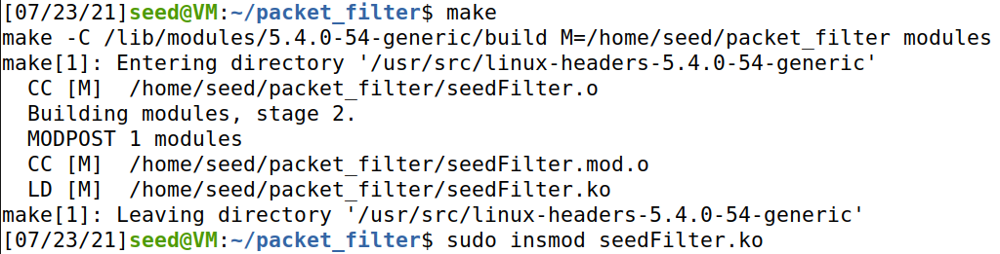 [07/23/21]seed@VM:~/packet_filter$ make
make -C /lib/modules/5.4.0-54-generic/build M=/home/seed/packet_filter modules
make[1]: Entering directory '/usr/src/linux-headers-5.4.0-54-generic'
  CC [M]  /home/seed/packet_filter/seedFilter.o
  Building modules, stage 2.
  MODPOST 1 modules
  CC [M]  /home/seed/packet_filter/seedFilter.mod.o
  LD [M]  /home/seed/packet_filter/seedFilter.ko
make[1]: Leaving directory '/usr/src/linux-headers-5.4.0-54-generic'
[07/23/21]seed@VM:~/packet_filter$ sudo insmod seedFilter.ko